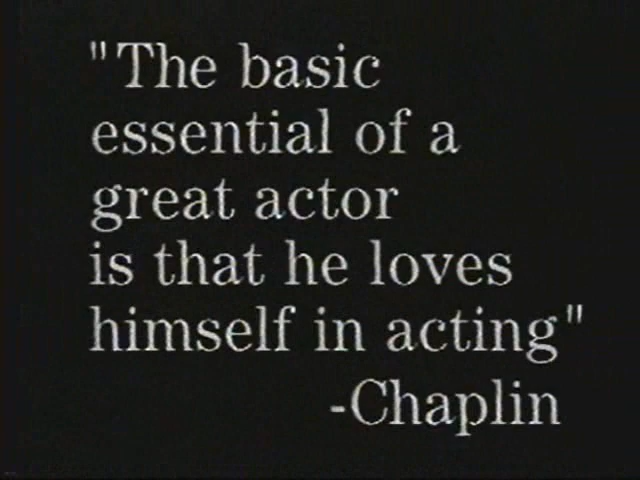 "The basic
essential of a
great actor
is that he loves
himself in acting"
-Chaplin